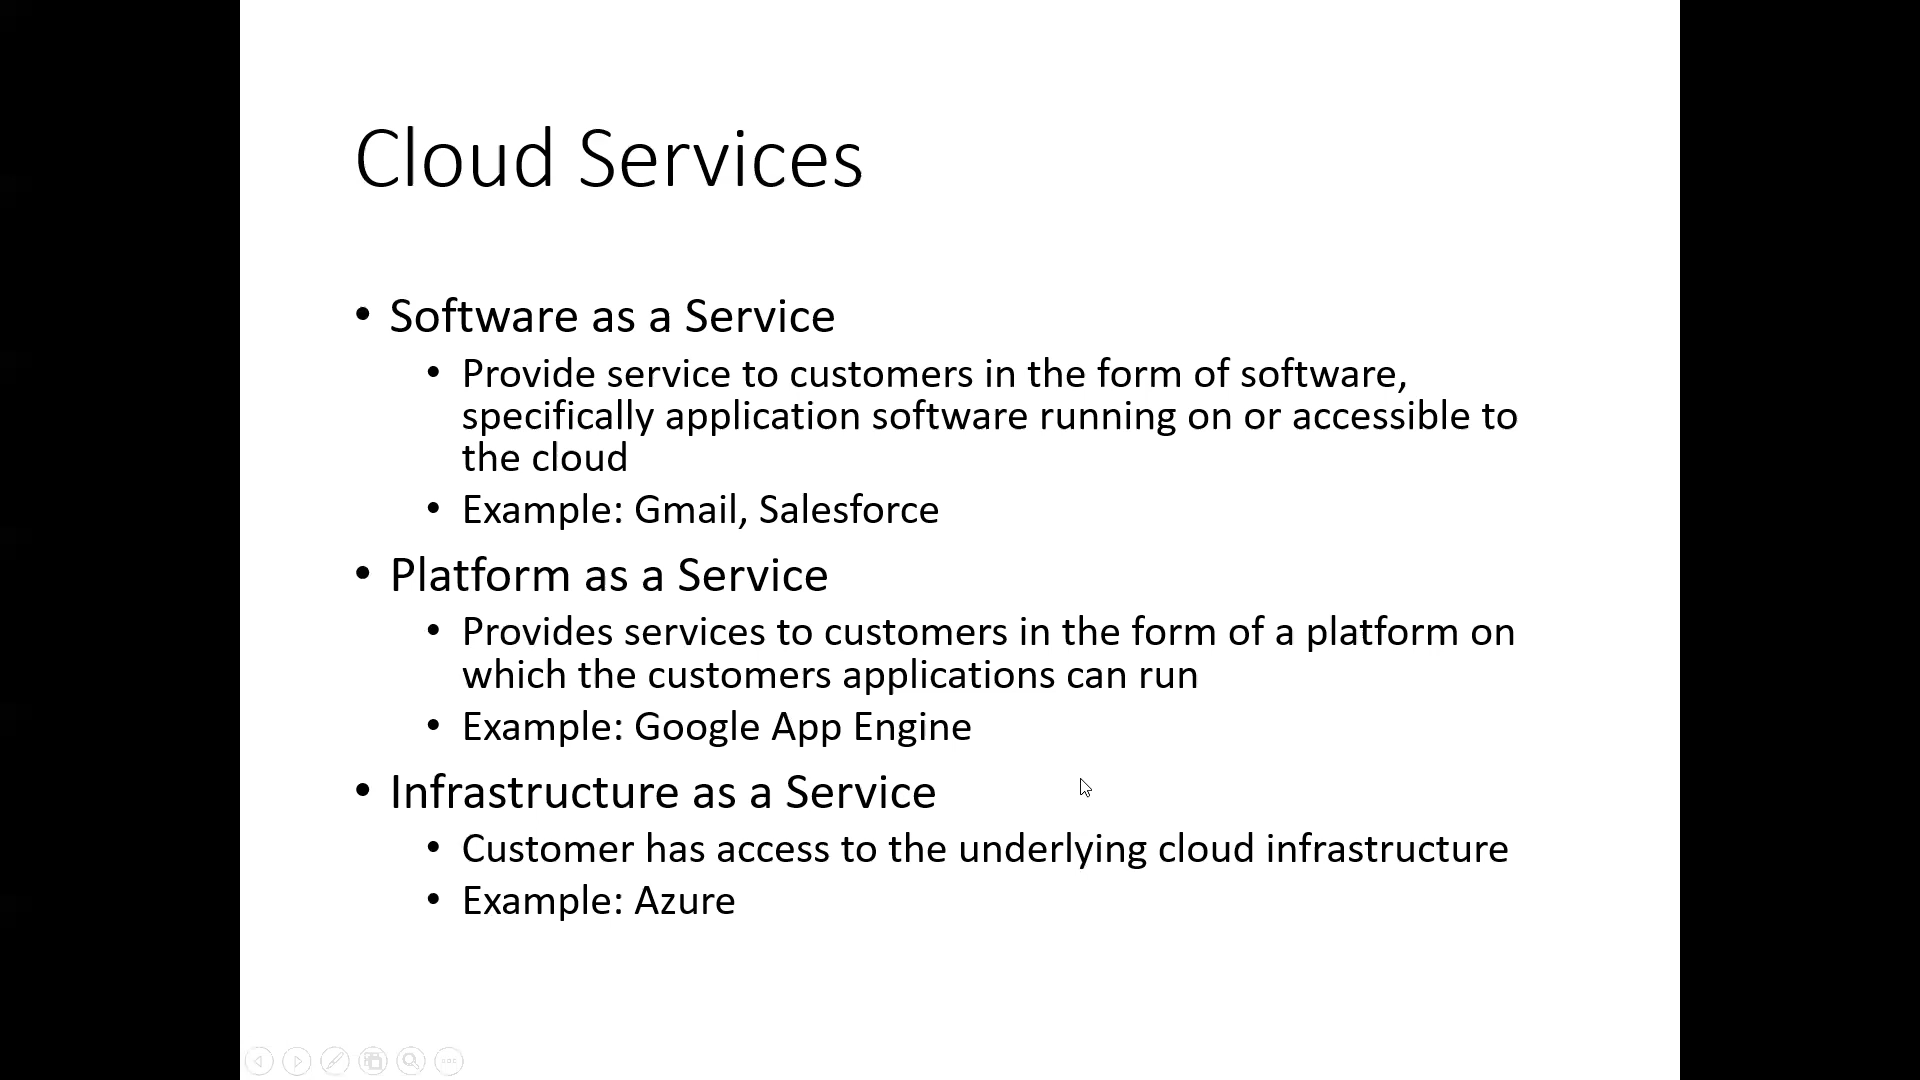 Cloud Services
• Software as a Service
• Provide service to customers in the form of software,
specifically application software running on or accessible to
the cloud
• Example: Gmail, Salesforce
• Platform as a Service
• Provides services to customers in the form of a platform on
which the customers applications can run
• Example: Google App Engine
• Infrastructure as a Service
• Customer has access to the underlying cloud infrastructure
• Example: Azure